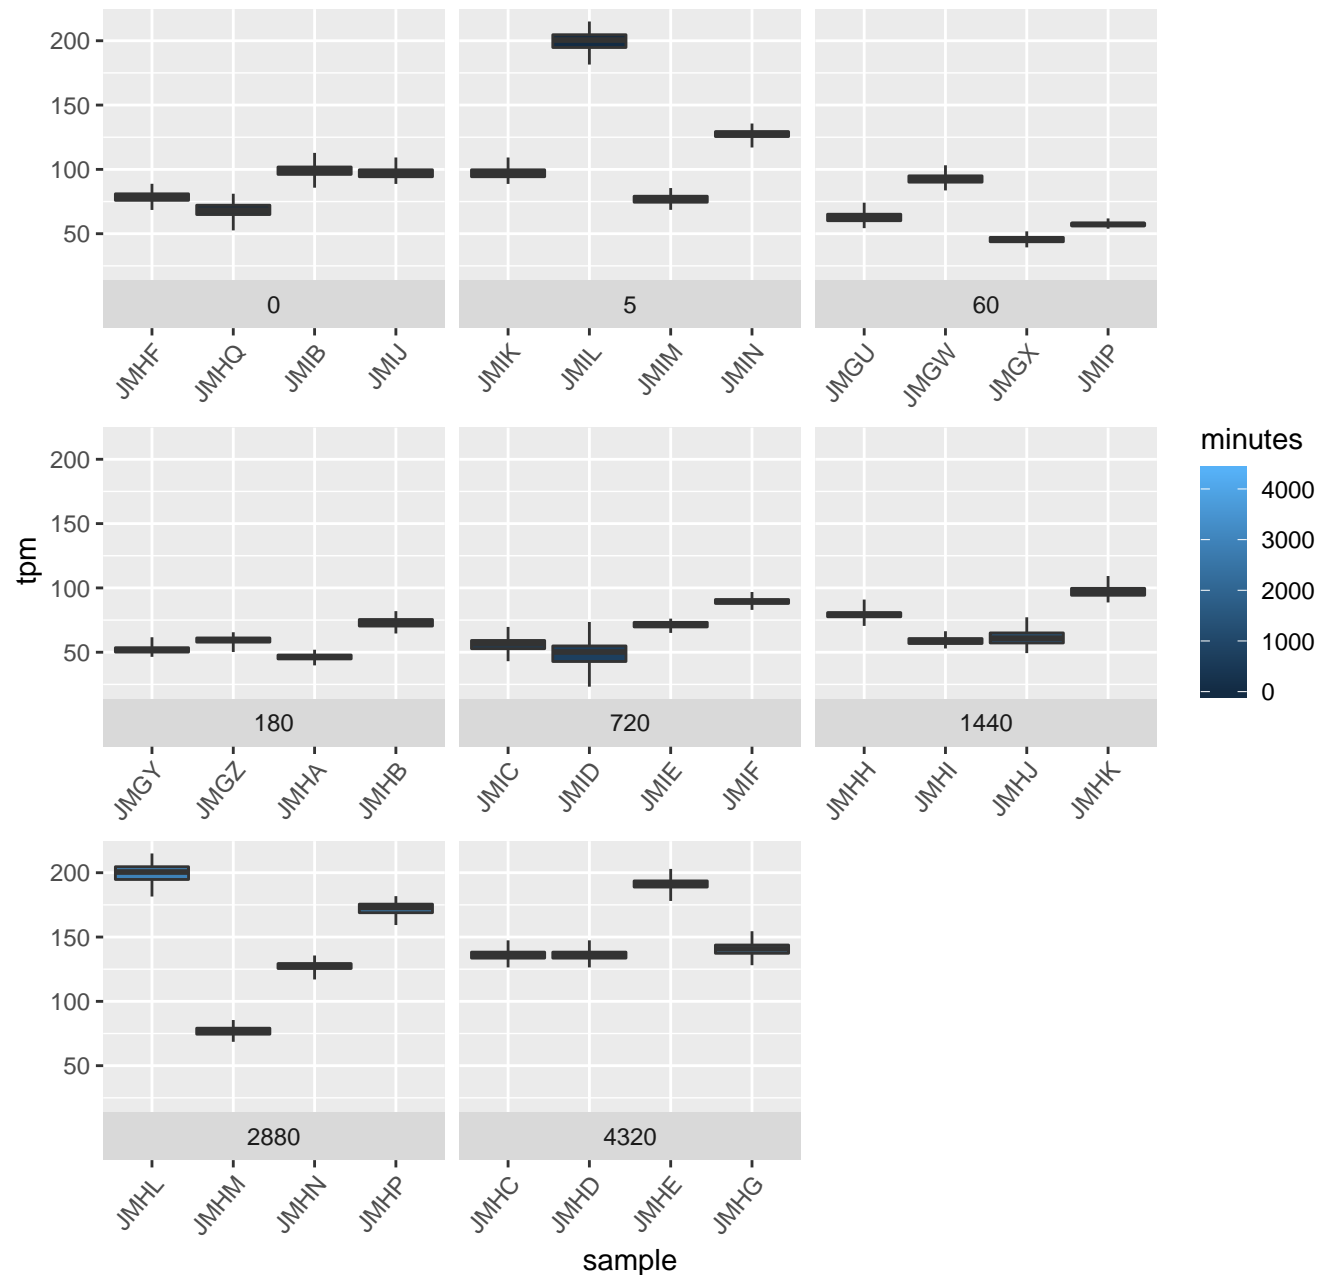 200
150
100
50
0
5
60
JMHF JMHQ JMIB JMIJ
JMIK JMIL JMIM JMIN
JMGU JMGW JMGX JMIP
200
150
100
50
180
720
1440
JMGY JMGZ JMHA JMHB
JMIC JMID JMIE JMIF
JMHH JMHI JMHJ JMHK
200
150
100
50
2880
4320
JMHL JMHM JMHN JMHP
JMHC JMHD JMHE JMHG
tpm
sample
minutes
4000
3000
2000
1000
0